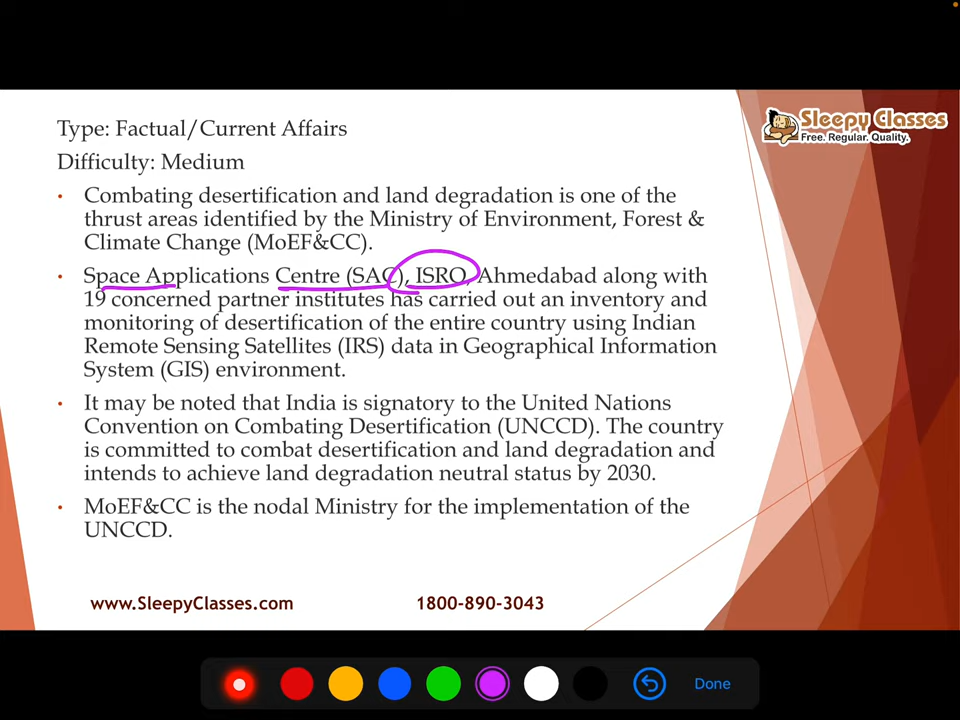 Sleepy Classes
Free. Regular. Quality.
Type: Factual/Current Affairs
Difficulty: Medium
• Combating desertification and land degradation is one of the
thrust areas identified by the Ministry of Environment, Forest &
Climate Change (MoEF&CC).
• Space Applications Centre (SAC), ISRO, Ahmedabad along with
19 concerned partner institutes has carried out an inventory and
monitoring of desertification of the entire country using Indian
Remote Sensing Satellites (IRS) data in Geographical Information
System (GIS) environment.
• It may be noted that India is signatory to the United Nations
Convention on Combating Desertification (UNCCD). The country
is committed to combat desertification and land degradation and
intends to achieve land degradation neutral status by 2030.
• MoEF&CC is the nodal Ministry for the implementation of the
UNCCD.
www.SleepyClasses.com
1800-890-3043
Done